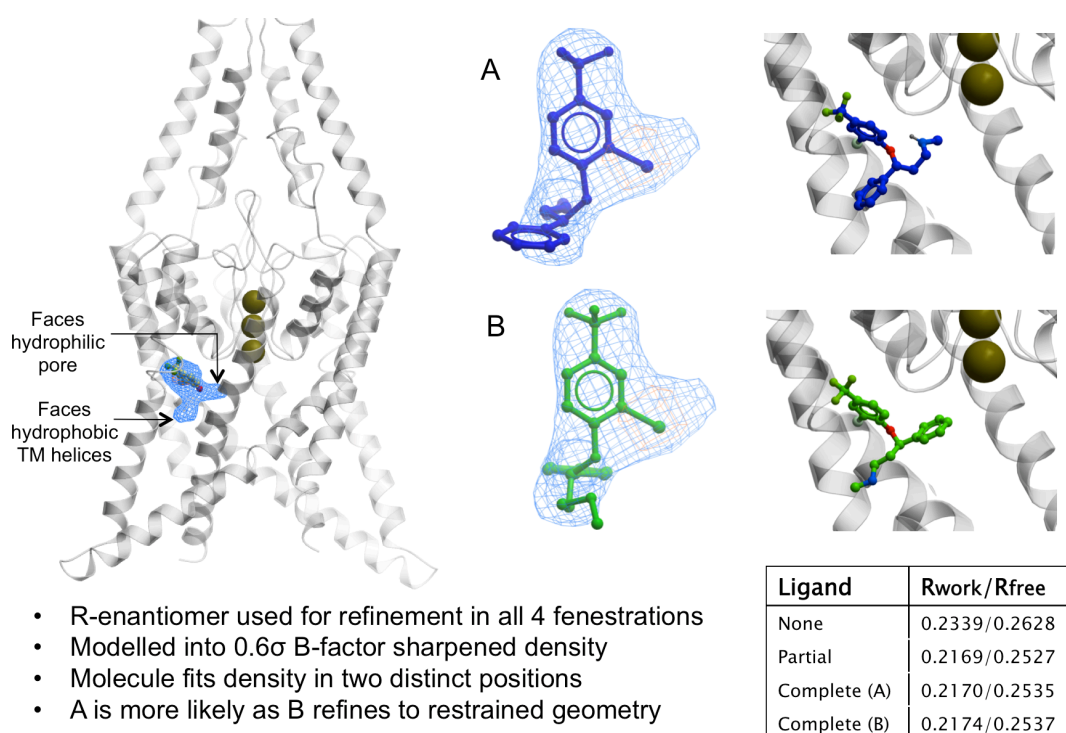 A
Faces
hydrophilic
pore
Faces
hydrophobic
TM helices
B
• R-enantiomer used for refinement in all 4 fenestrations
• Modelled into 0.6σ B-factor sharpened density
• Molecule fits density in two distinct positions
• A is more likely as B refines to restrained geometry
Ligand Rwork/Rfree
None 0.2339/0.2628
Partial 0.2169/0.2527
Complete (A) 0.2170/0.2535
Complete (B) 0.2174/0.2537